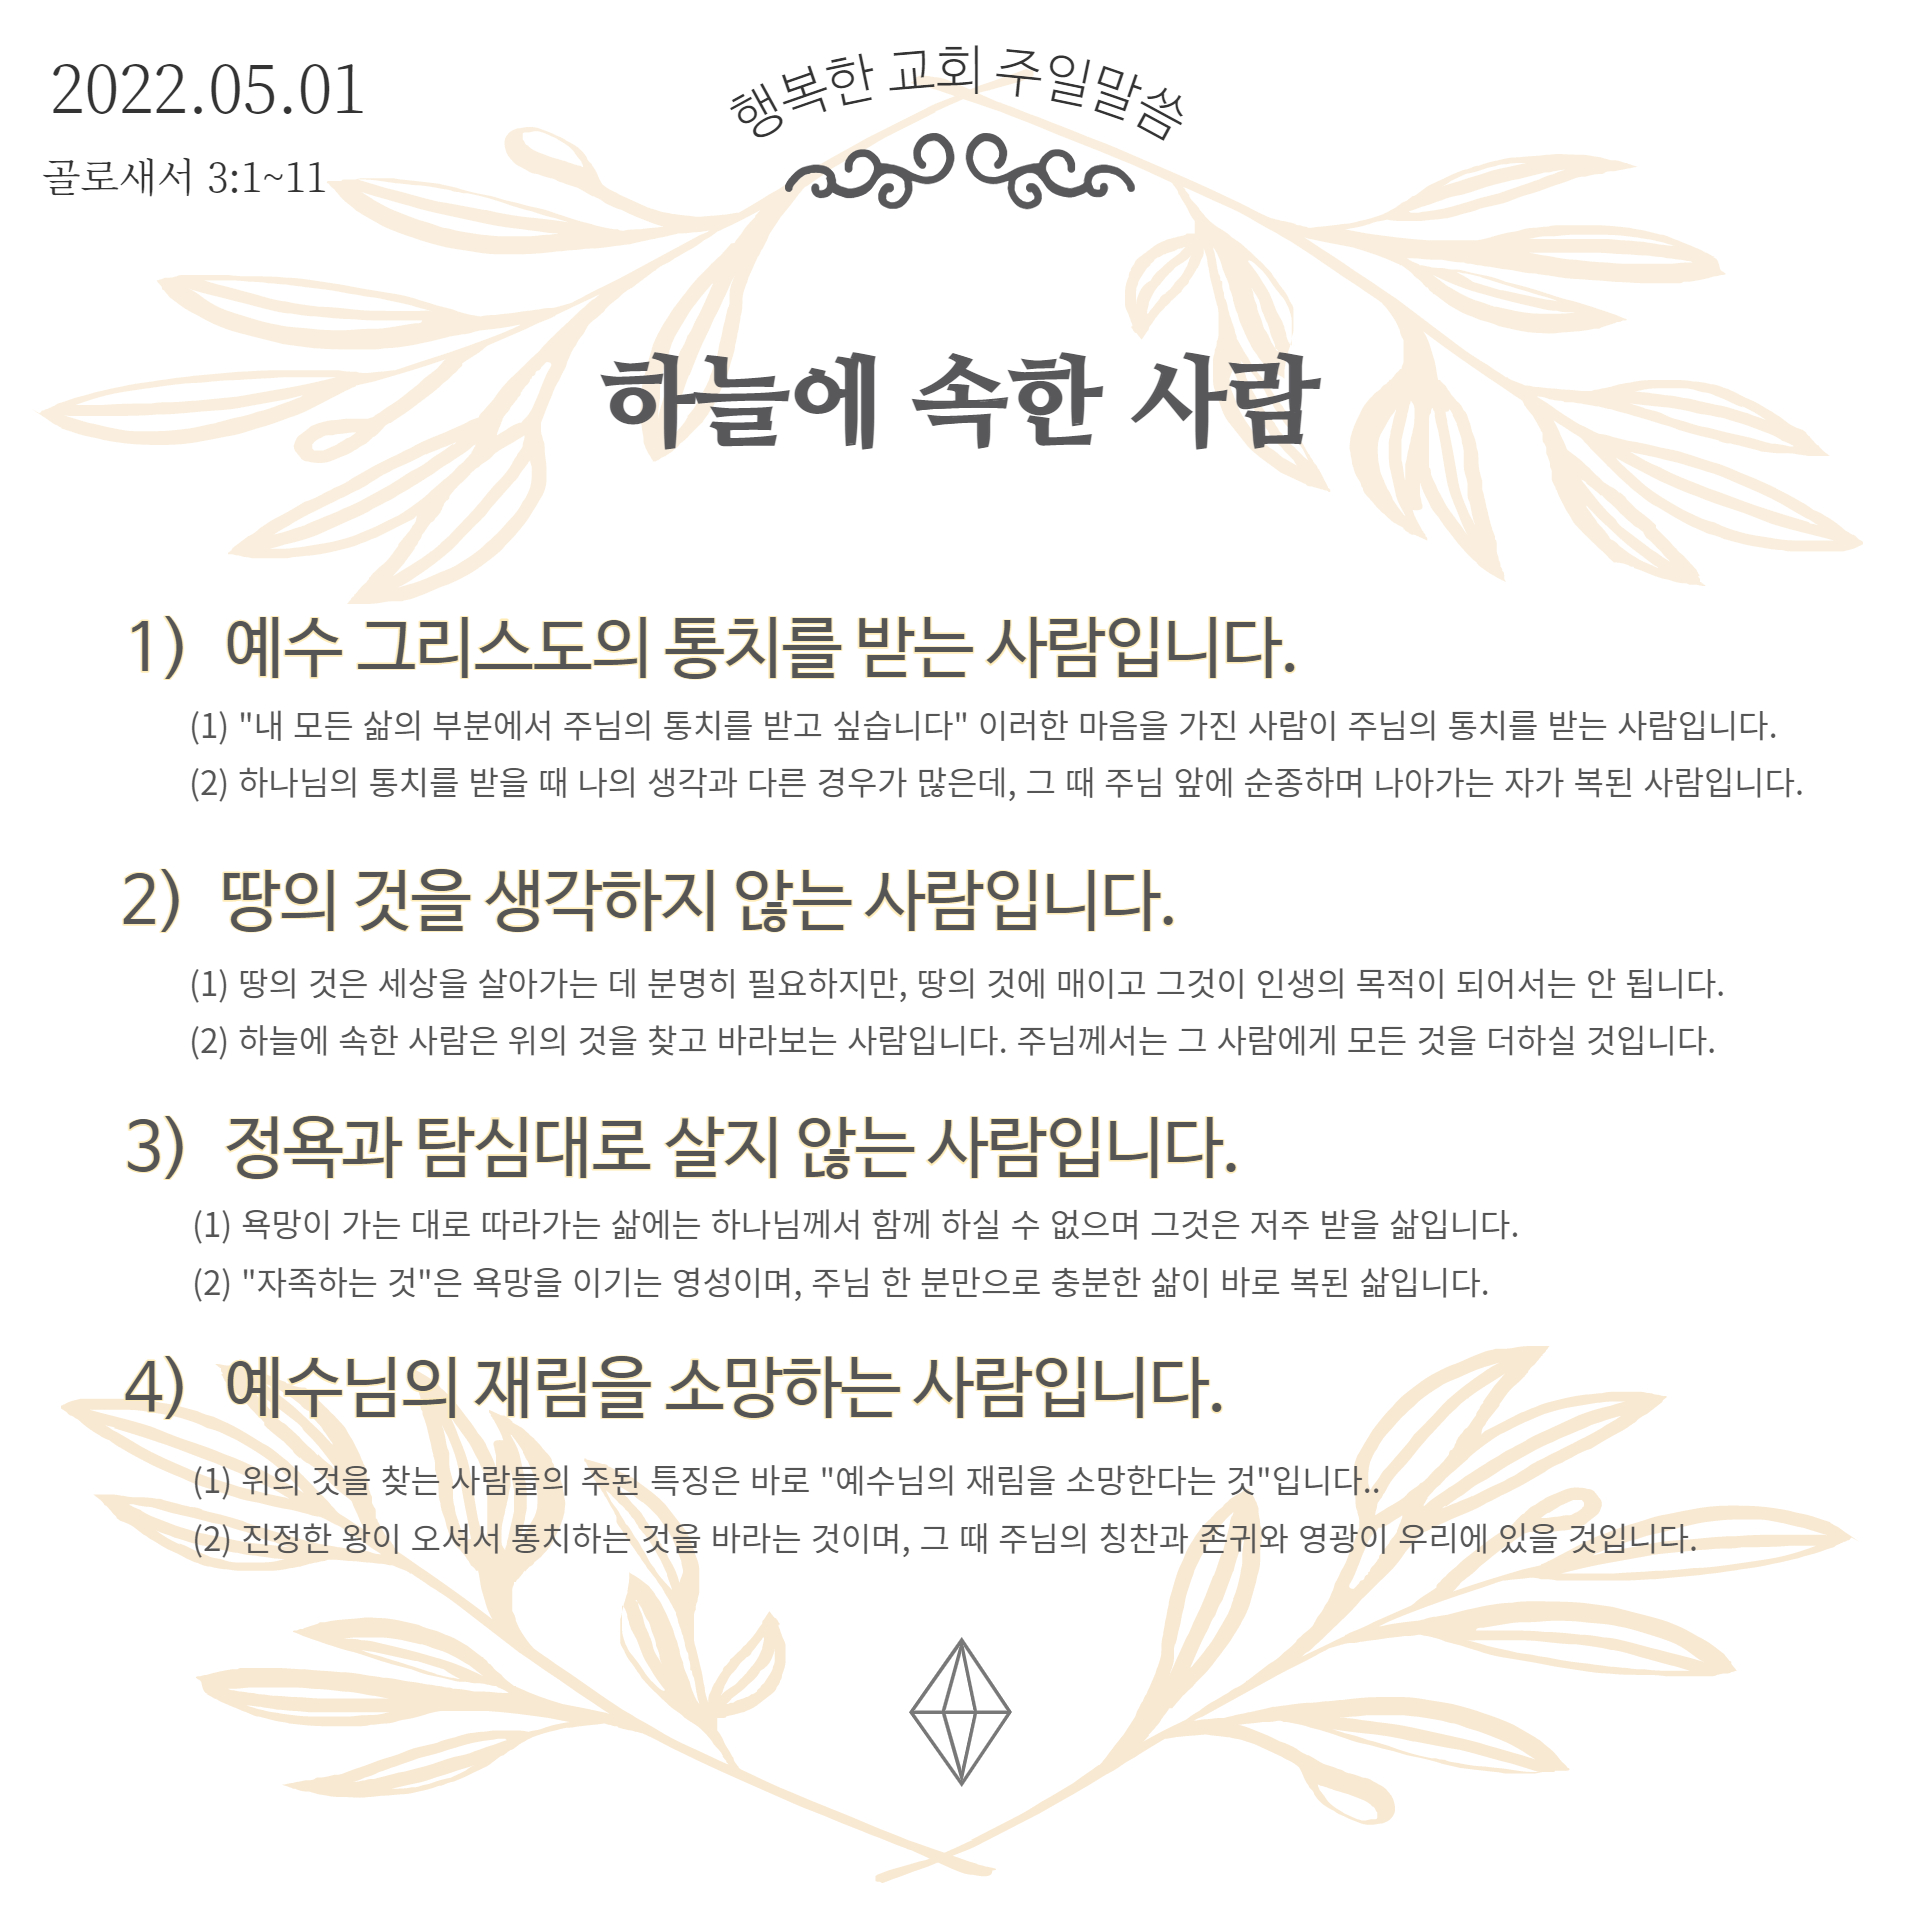 2022.05.01
골로새서 3:1~11
행복한 교회 주일말씀
하늘에 속한 사람
1) 예수 그리스도의 통치를 받는 사람입니다.
(1) "내 모든 삶의 부분에서 주님의 통치를 받고 싶습니다" 이러한 마음을 가진 사람이 주님의 통치를 받는 사람입니다.
(2) 하나님의 통치를 받을 때 나의 생각과 다른 경우가 많은데, 그 때 주님 앞에 순종하며 나아가는 자가 복된 사람입니다.
2) 땅의 것을 생각하지 않는 사람입니다.
(1) 땅의 것은 세상을 살아가는 데 분명히 필요하지만, 땅의 것에 매이고 그것이 인생의 목적이 되어서는 안 됩니다.
(2) 하늘에 속한 사람은 위의 것을 찾고 바라보는 사람입니다. 주님께서는 그 사람에게 모든 것을 더하실 것입니다.
3) 정욕과 탐심대로 살지 않는 사람입니다.
(1) 욕망이 가는 대로 따라가는 삶에는 하나님께서 함께 하실 수 없으며 그것은 저주 받을 삶입니다.
(2) "자족하는 것"은 욕망을 이기는 영성이며, 주님 한 분만으로 충분한 삶이 바로 복된 삶입니다.
4) 예수님의 재림을 소망하는 사람입니다.
(1) 위의 것을 찾는 사람들의 주된 특징은 바로 "예수님의 재림을 소망한다는 것"입니다..
(2) 진정한 왕이 오셔서 통치하는 것을 바라는 것이며, 그 때 주님의 칭찬과 존귀와 영광이 우리에 있을 것입니다.